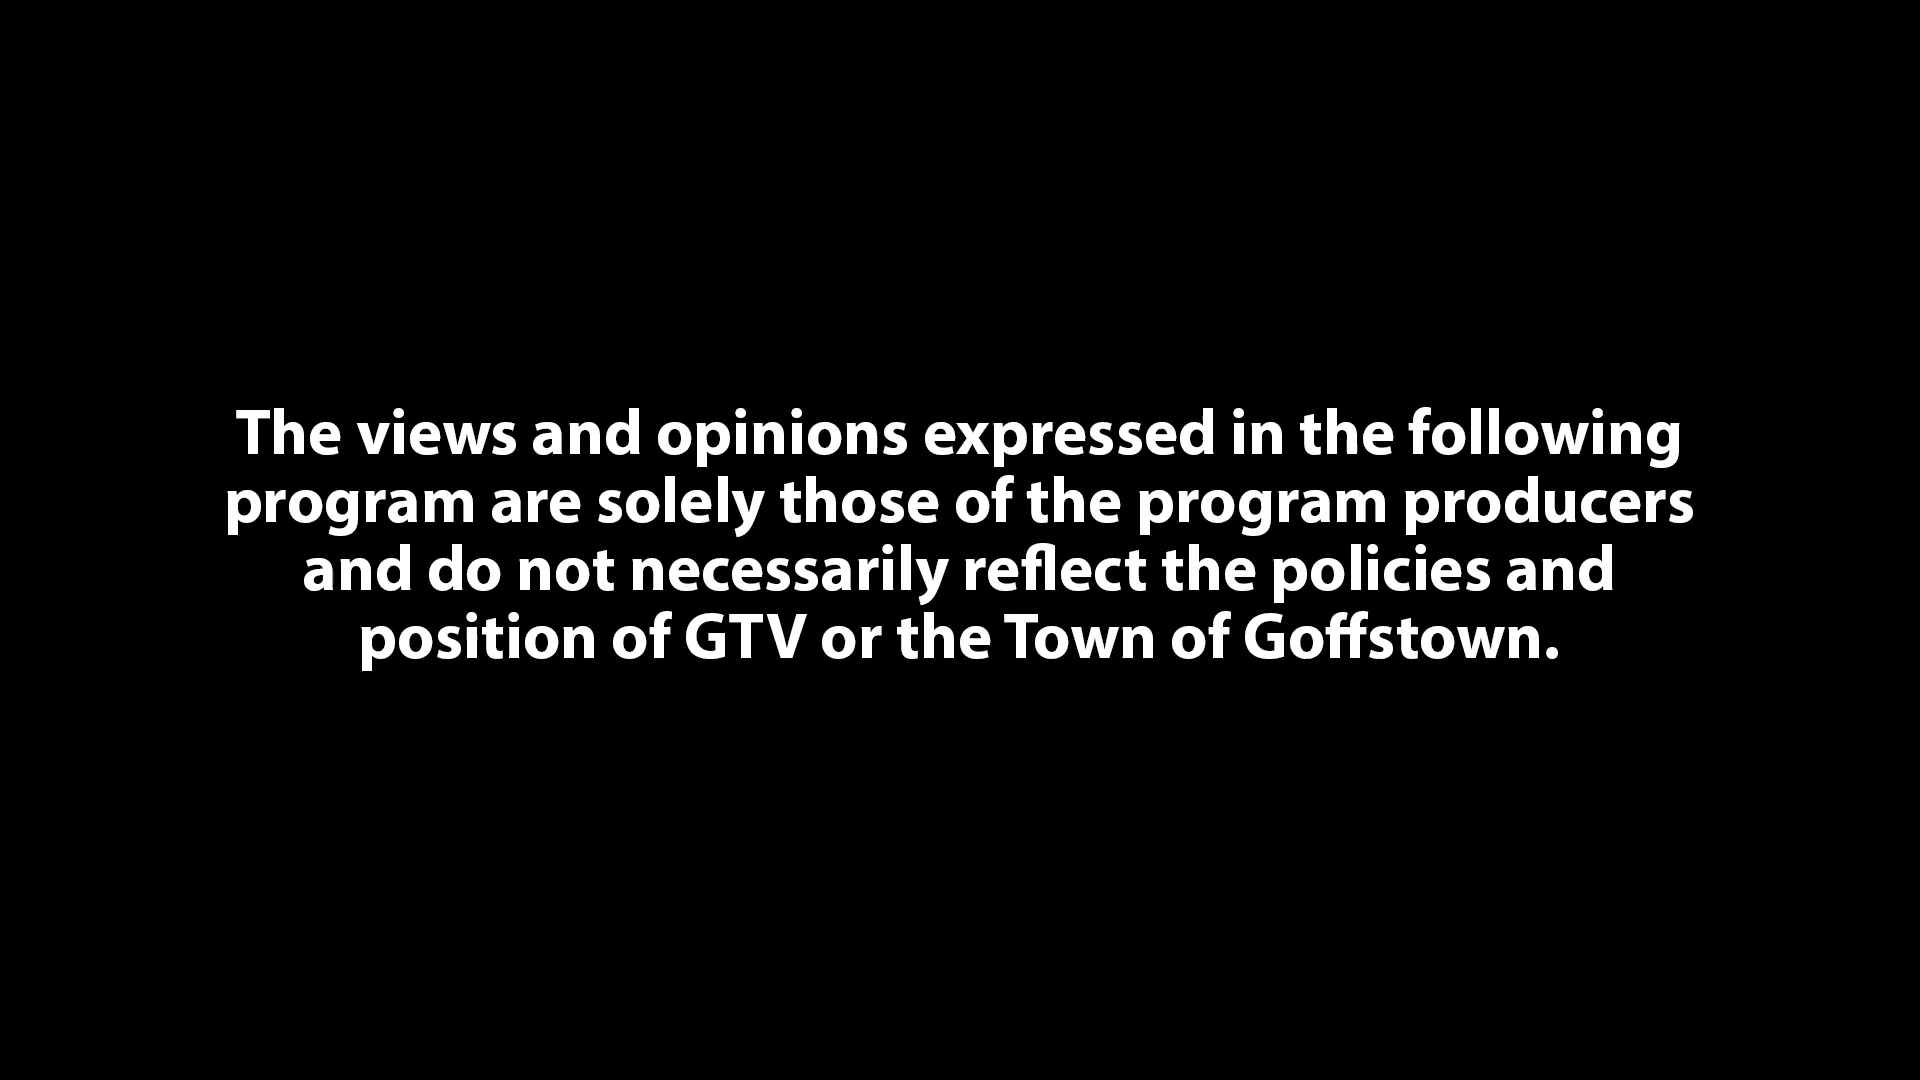 The views and opinions expressed in the following
program are solely those of the program producers
and do not necessarily reflect the policies and
position of GTV or the Town of Goffstown.